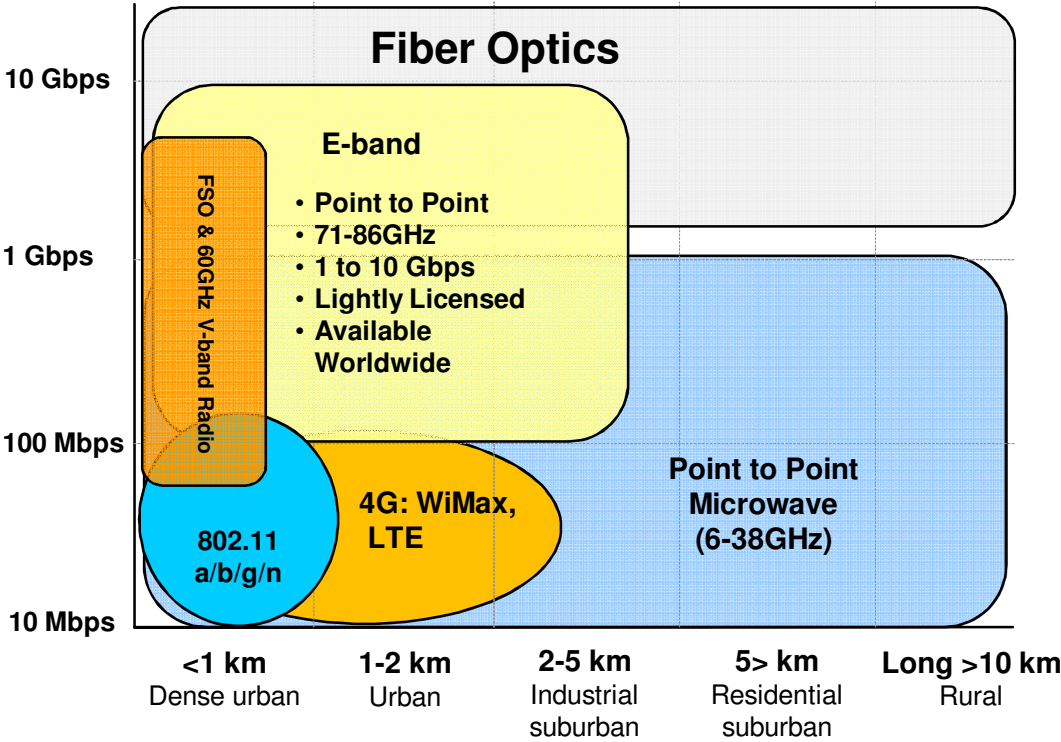 Fiber Optics
10 Gbps
E-band
• Point to Point
• 71-86GHz
• 1 to 10 Gbps
• Lightly Licensed
• Available
Worldwide
FSO & 60GHz V-band Radio
1 Gbps
100 Mbps
Point to Point
Microwave
(6-38GHz)
4G: WiMax,
LTE
802.11
a/b/g/n
10 Mbps
<1 km
Dense urban
1-2 km
Urban
2-5 km
Industrial
suburban
5> km
Residential
suburban
Long >10 km
Rural